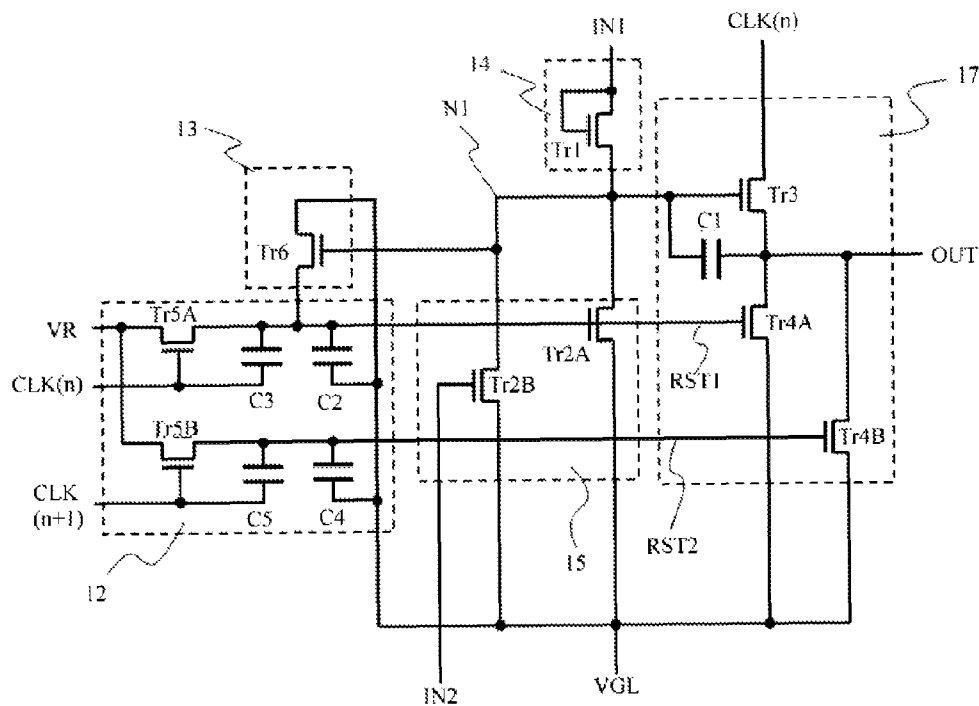 IN1
CLK(n)
14
17
N1
13
Tr1
Tr3
C1
Tr6
OUT
VR
Tr5A
Tr4A
Tr2A
CLK(n)
C3
C2
Tr2B
RST1
Tr5B
Tr4B
CLK
(n+1)
C5
C4
15
RST2
12
IN2
VGL